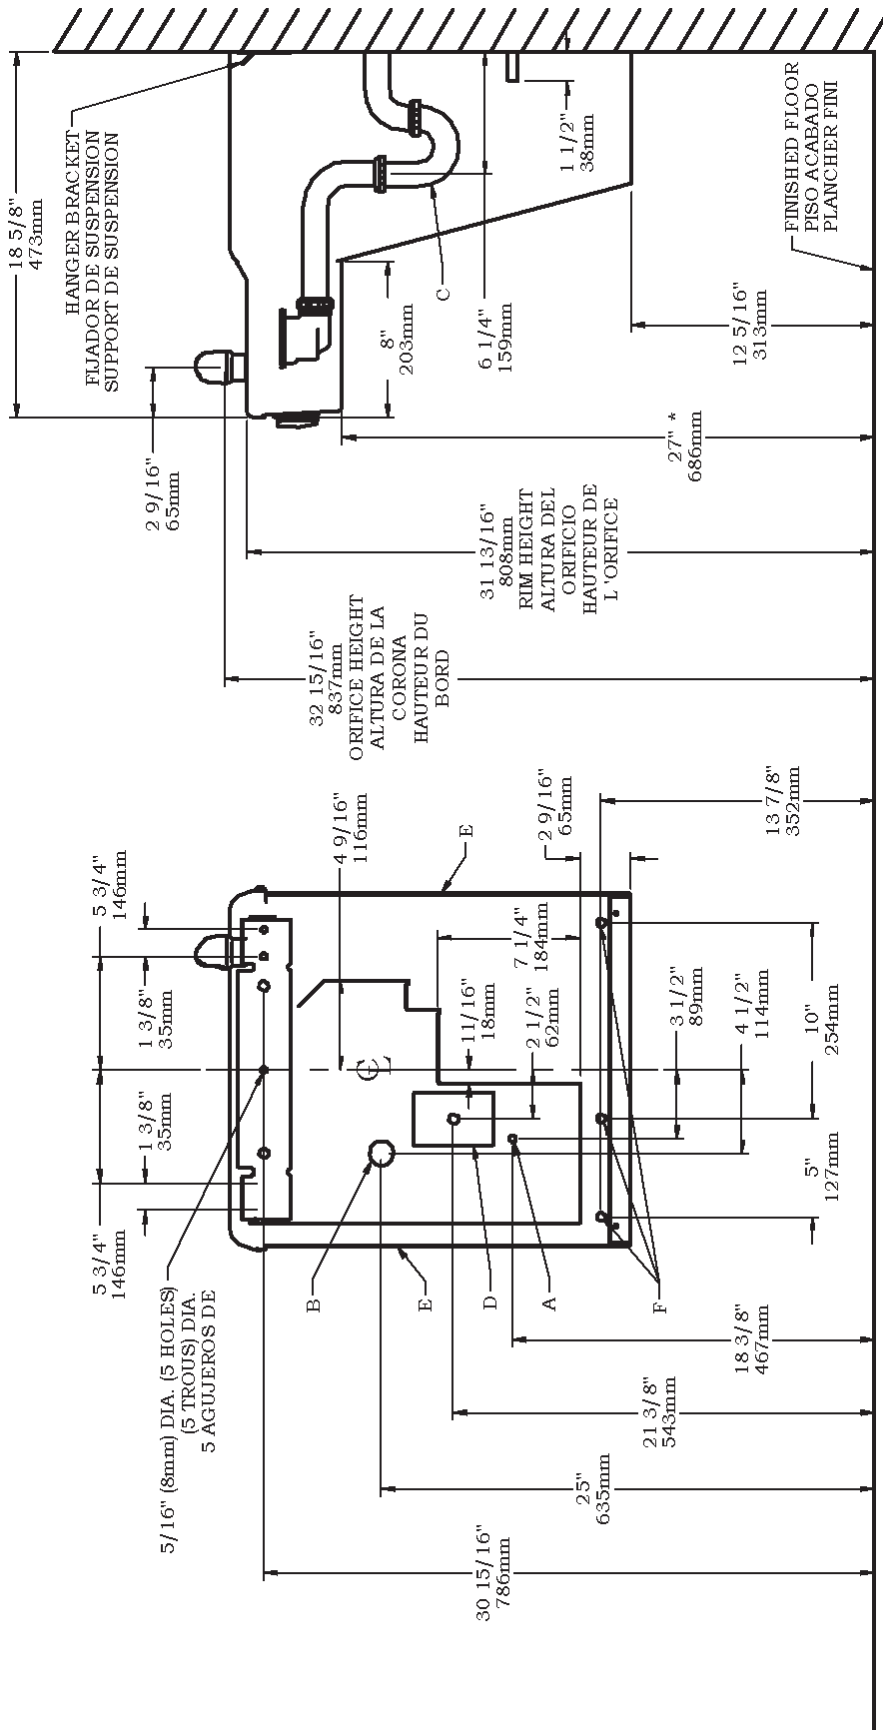 5 3/4"
146mm
1 3/8"
35mm
1 3/8"
35mm
5 3/4"
146mm
5/16" (8mm) DIA. (5 HOLES)
(5 TROUS) DIA.
5 AGUJEROS DE
B
E
D
A
F
E
CL
4 9/16"
116mm
11/16"
18mm
7 1/4"
184mm
2 1/2"
62mm
2 9/16"
65mm
3 1/2"
89mm
4 1/2"
114mm
10"
254mm
5"
127mm
13 7/8"
352mm
18 3/8"
467mm
21 3/8"
543mm
25"
635mm
30 15/16"
786mm
18 5/8"
473mm
HANGER BRACKET
FIJADOR DE SUSPENSION
SUPPORT DE SUSPENSION
2 9/16"
65mm
32 15/16"
837mm
ORIFICE HEIGHT
ALTURA DE LA
CORONA
HAUTEUR DU
BORD
31 13/16"
808mm
RIM HEIGHT
ALTURA DEL
ORIFICIO
HAUTEUR DE
L 'ORIFICE
8"
203mm
C
6 1/4"
159mm
1 1/2"
38mm
27" *
686mm
12 5/16"
313mm
FINISHED FLOOR
PISO ACABADO
PLANCHER FINI